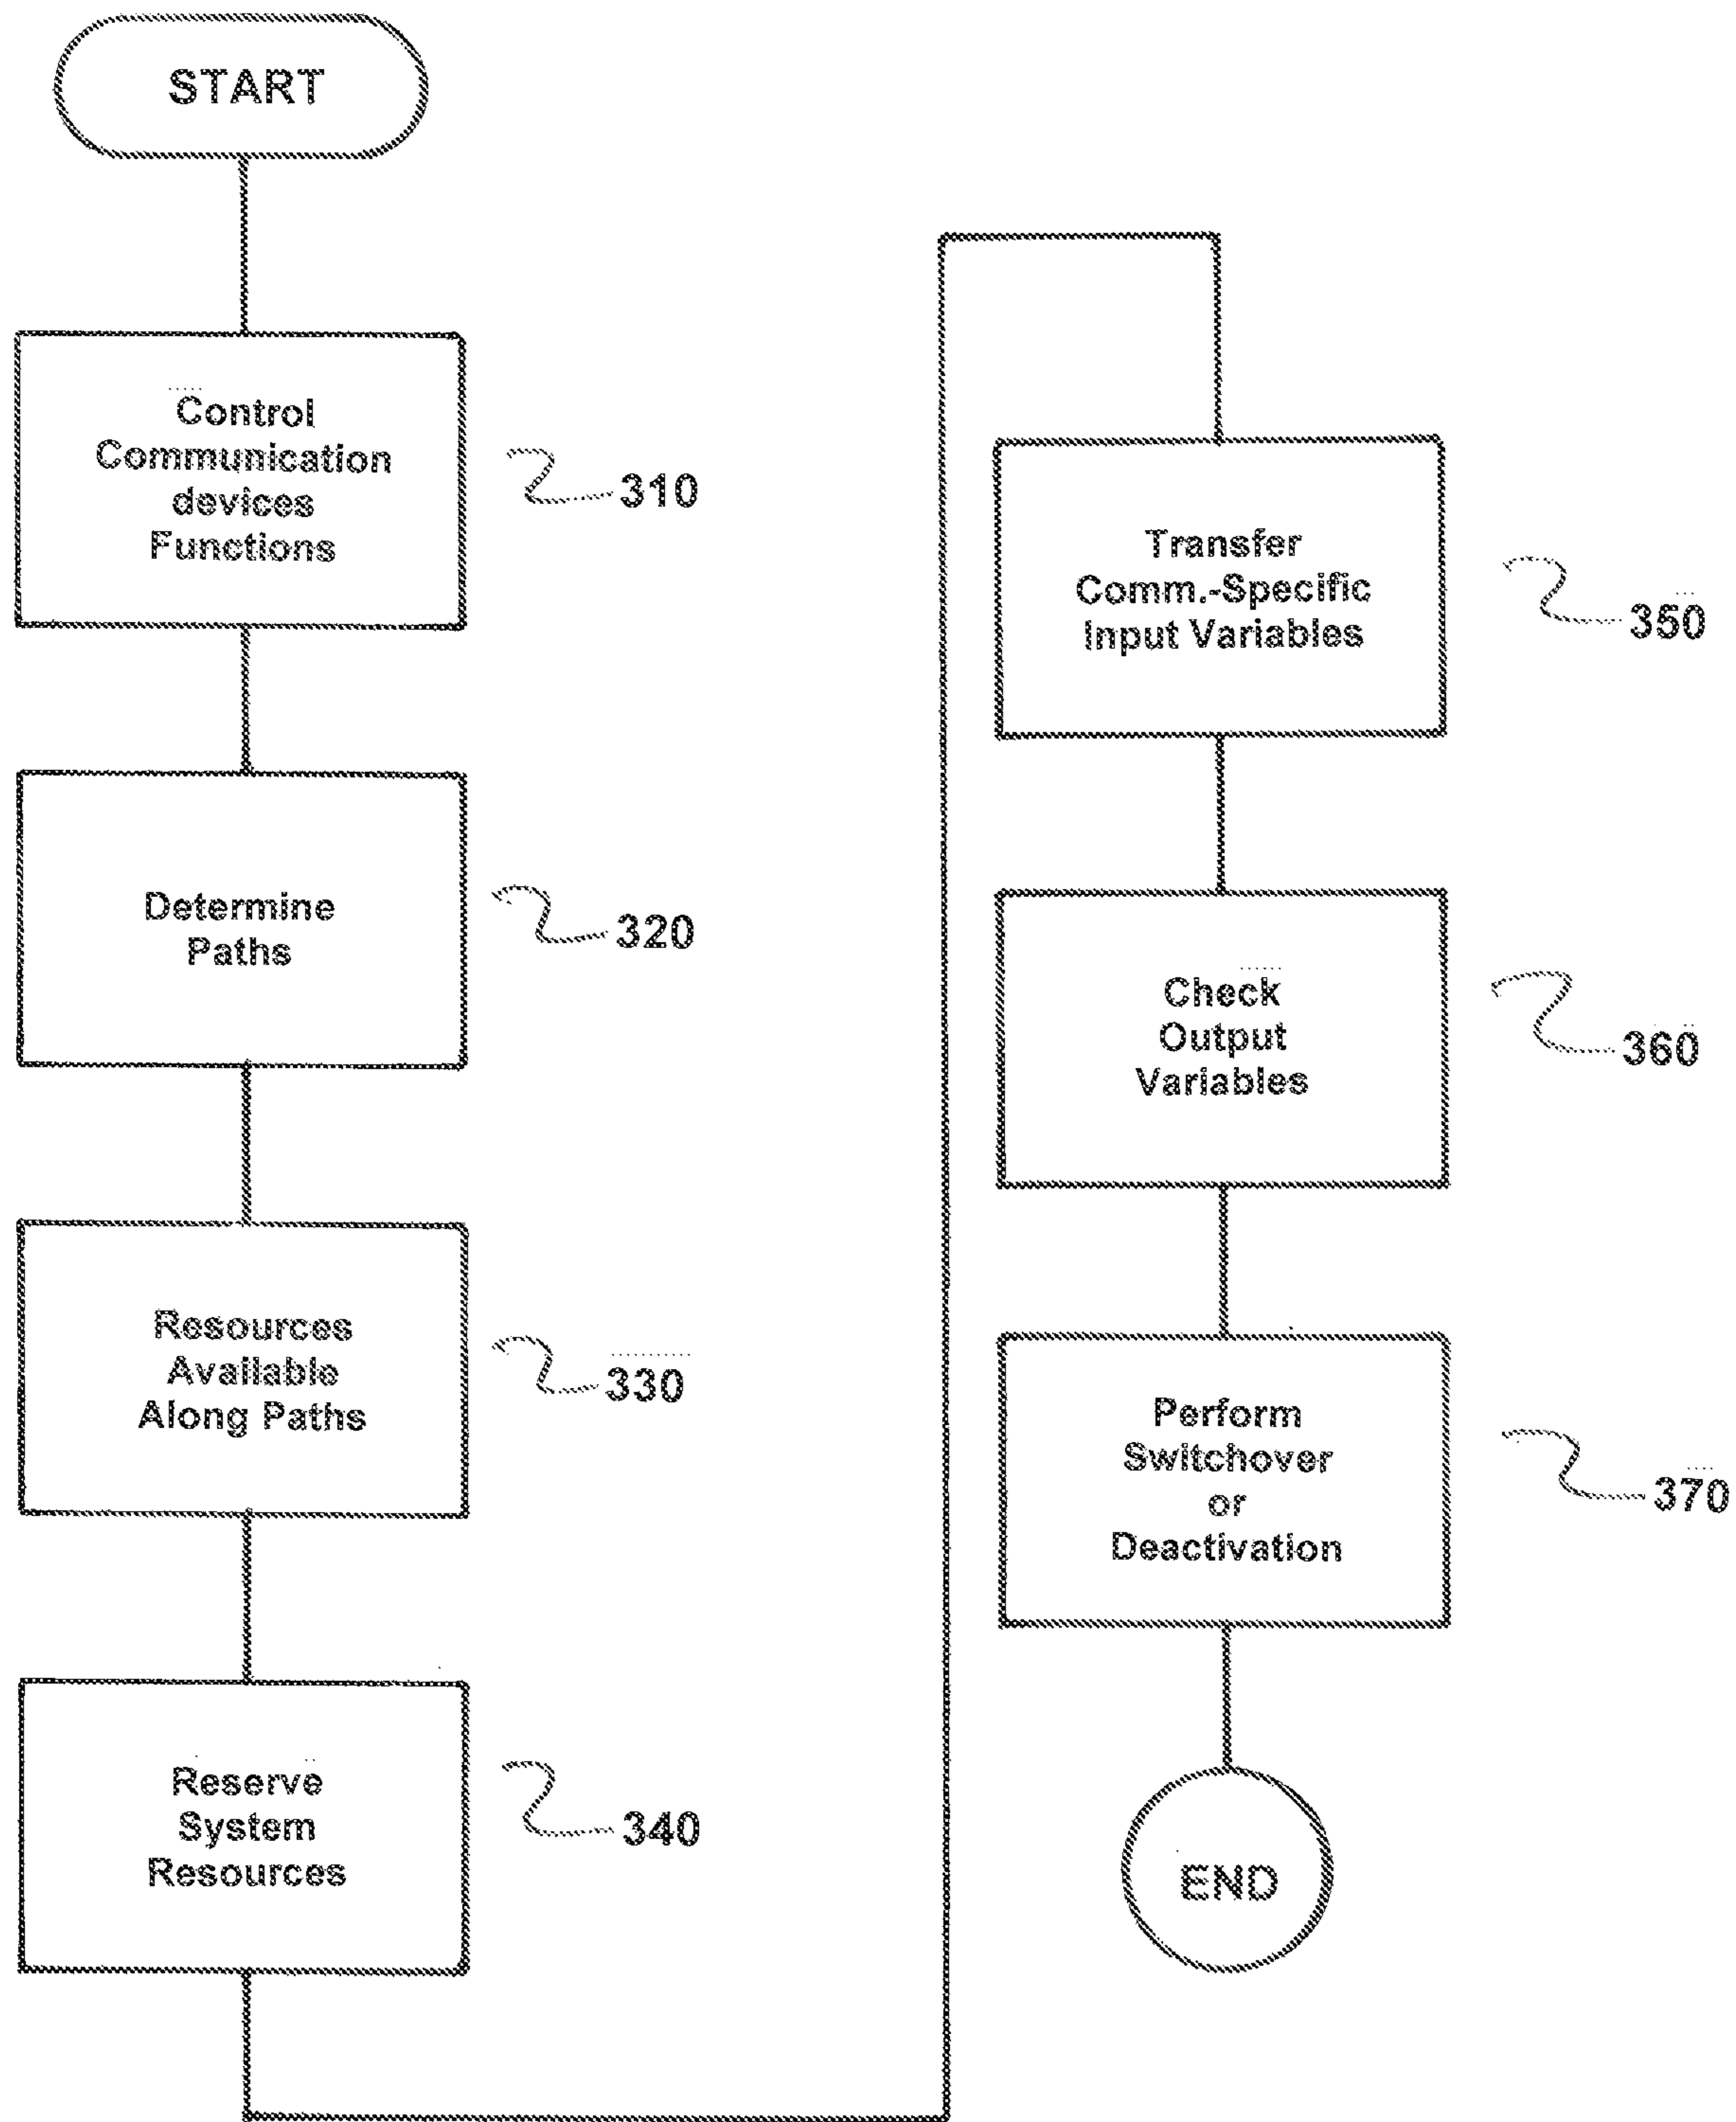 START
Control
Communication
devices
Functions
310
Determine
Paths
320
Resources
Available
Along Paths
330
Reserve
System
Resources
340
Transfer
Comm.-Specific
Input Variables
350
Check
Output
Variables
360
Perform
Switchover
or
Deactivation
370
END